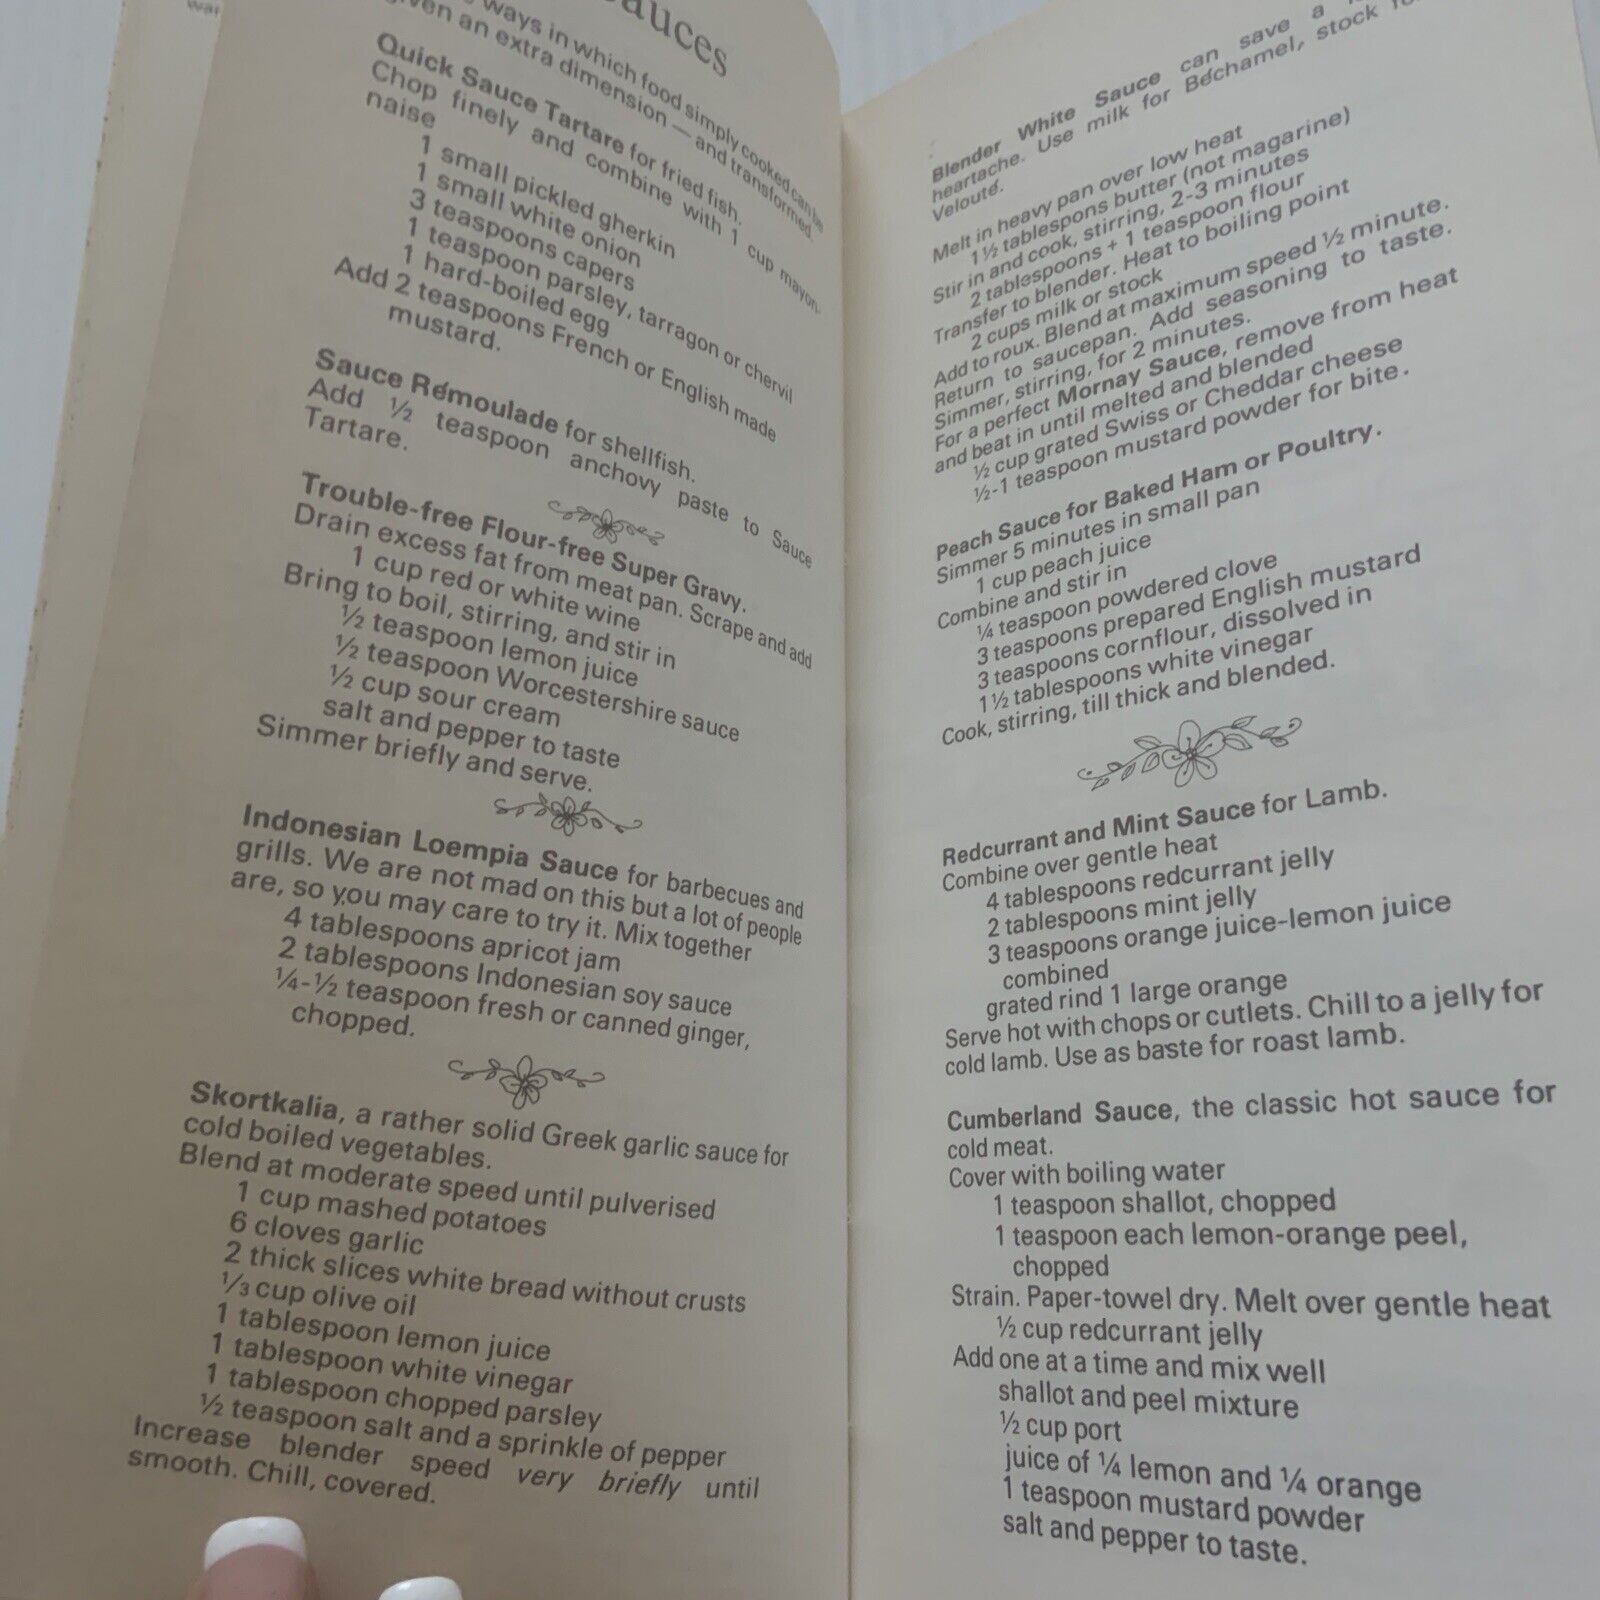 war
Sauces
ways in which food simply cooked can be
given an extra dimension — and transformed.
Quick Sauce Tartare for fried fish.
Chop finely and combine with 1 cup mayon-
naise
1 small pickled gherkin
1 small white onion
3 teaspoons capers
1 teaspoon parsley, tarragon or chervil
1 hard-boiled egg
Add 2 teaspoons French or English made
mustard.
Sauce Rémoulade for shellfish.
Add ½ teaspoon anchovy paste to Sauce
Tartare.
Trouble-free Flour-free Super Gravy.
Drain excess fat from meat pan. Scrape and add
1 cup red or white wine
Bring to boil, stirring, and stir in
½ teaspoon lemon juice
½ teaspoon Worcestershire sauce
½ cup sour cream
salt and pepper to taste
Simmer briefly and serve.
Indonesian Loempia Sauce for barbecues and
grills. We are not mad on this but a lot of people
are, so you may care to try it. Mix together
4 tablespoons apricot jam
2 tablespoons Indonesian soy sauce
¼-½ teaspoon fresh or canned ginger,
chopped.
Skortkalia, a rather solid Greek garlic sauce for
cold boiled vegetables.
Blend at moderate speed until pulverised
1 cup mashed potatoes
6 cloves garlic
2 thick slices white bread without crusts
⅓ cup olive oil
1 tablespoon lemon juice
1 tablespoon white vinegar
1 tablespoon chopped parsley
½ teaspoon salt and a sprinkle of pepper
Increase blender speed very briefly until
smooth. Chill, covered.
Blender White Sauce can save a
heartache. Use milk for Béchamel, stock for
Velouté.
Melt in heavy pan over low heat
1½ tablespoons butter (not magarine)
Stir in and cook, stirring, 2-3 minutes
2 tablespoons + 1 teaspoon flour
Transfer to blender. Heat to boiling point
2 cups milk or stock
Add to roux. Blend at maximum speed ½ minute.
Return to saucepan. Add seasoning to taste.
Simmer, stirring, for 2 minutes.
For a perfect Mornay Sauce, remove from heat
and beat in until melted and blended
½ cup grated Swiss or Cheddar cheese
½-1 teaspoon mustard powder for bite.
Peach Sauce for Baked Ham or Poultry.
Simmer 5 minutes in small pan
1 cup peach juice
Combine and stir in
¼ teaspoon powdered clove
3 teaspoons prepared English mustard
3 teaspoons cornflour, dissolved in
1½ tablespoons white vinegar
Cook, stirring, till thick and blended.
Redcurrant and Mint Sauce for Lamb.
Combine over gentle heat
4 tablespoons redcurrant jelly
2 tablespoons mint jelly
3 teaspoons orange juice-lemon juice
combined
grated rind 1 large orange
Serve hot with chops or cutlets. Chill to a jelly for
cold lamb. Use as baste for roast lamb.
Cumberland Sauce, the classic hot sauce for
cold meat.
Cover with boiling water
1 teaspoon shallot, chopped
1 teaspoon each lemon-orange peel,
chopped
Strain. Paper-towel dry. Melt over gentle heat
½ cup redcurrant jelly
Add one at a time and mix well
shallot and peel mixture
½ cup port
juice of ¼ lemon and ¼ orange
1 teaspoon mustard powder
salt and pepper to taste.